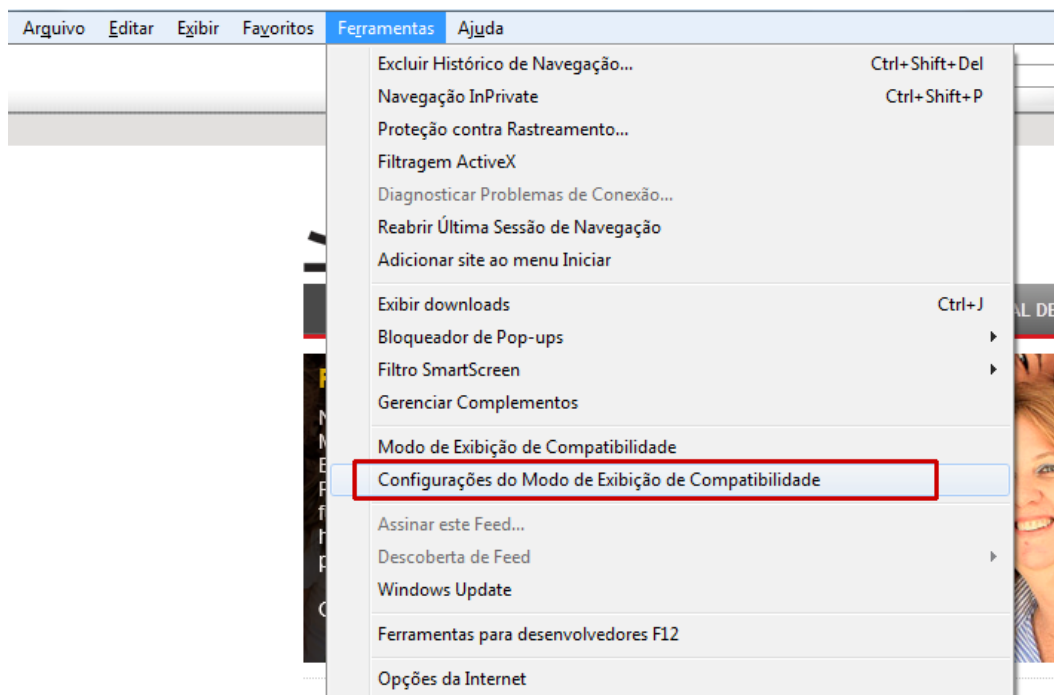 Arquivo Editar Exibir Favoritos Ferramentas Ajuda
Excluir Histórico de Navegação... Ctrl+Shift+Del
Navegação InPrivate Ctrl+Shift+P
Proteção contra Rastreamento...
Filtragem ActiveX
Diagnosticar Problemas de Conexão...
Reabrir Última Sessão de Navegação
Adicionar site ao menu Iniciar
Exibir downloads Ctrl+J
Bloqueador de Pop-ups
Filtro SmartScreen
Gerenciar Complementos
Modo de Exibição de Compatibilidade
Configurações do Modo de Exibição de Compatibilidade
Assinar este Feed...
Descoberta de Feed
Windows Update
Ferramentas para desenvolvedores F12
Opções da Internet